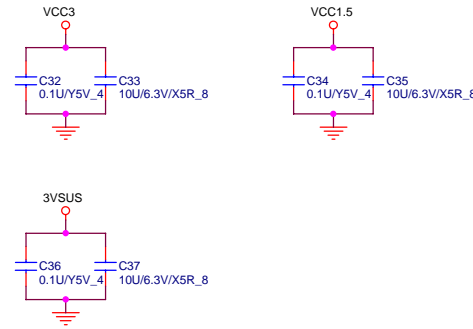 VCC3
C32
0.1U/Y5V_4
C33
10U/6.3V/X5R_8
VCC1.5
C34
0.1U/Y5V_4
C35
10U/6.3V/X5R_8
3VSUS
C36
0.1U/Y5V_4
C37
10U/6.3V/X5R_8